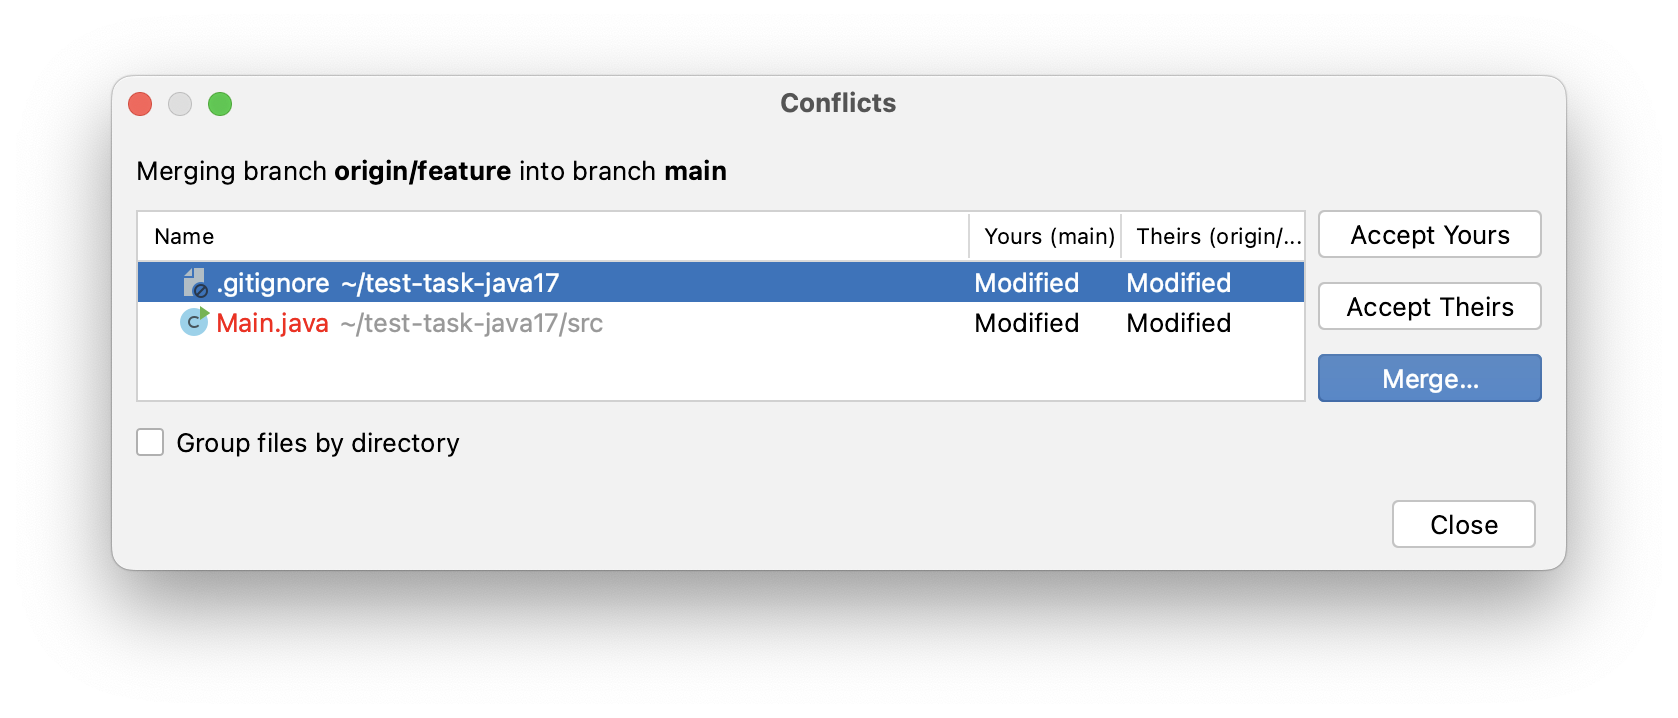 Conflicts
Merging branch origin/feature into branch main
Name Yours (main) Theirs (origin/...
.gitignore ~/test-task-java17 Modified Modified
C Main.java ~/test-task-java17/src Modified Modified
Accept Yours
Accept Theirs
Merge...
Group files by directory
Close